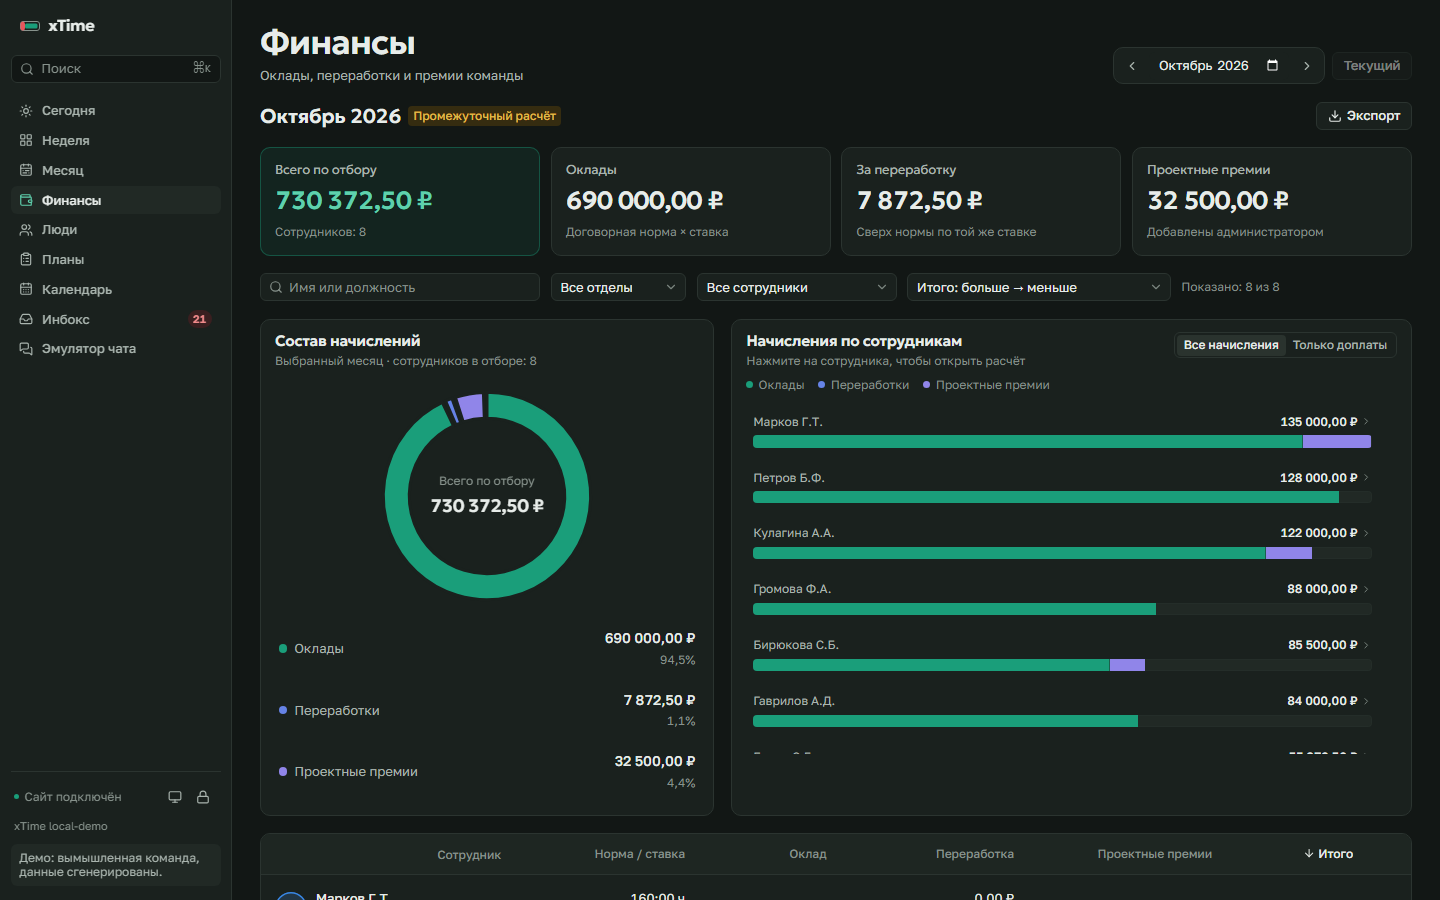 xTime
Поиск
⌘K
Сегодня
Неделя
Месяц
Финансы
Люди
Планы
Календарь
Инбокс
21
Эмулятор чата
Сайт подключён
xTime local-demo
Демо: вымышленная команда,
данные сгенерированы.
Финансы
Оклады, переработки и премии команды
Октябрь 2026
Текущий
Октябрь 2026
Промежуточный расчёт
Экспорт
Всего по отбору
730 372,50 ₽
Сотрудников: 8
Оклады
690 000,00 ₽
Договорная норма × ставка
За переработку
7 872,50 ₽
Сверх нормы по той же ставке
Проектные премии
32 500,00 ₽
Добавлены администратором
Имя или должность
Все отделы
Все сотрудники
Итого: больше → меньше
Показано: 8 из 8
Состав начислений
Выбранный месяц · сотрудников в отборе: 8
Всего по отбору
730 372,50 ₽
Оклады
690 000,00 ₽
94,5%
Переработки
7 872,50 ₽
1,1%
Проектные премии
32 500,00 ₽
4,4%
Начисления по сотрудникам
Нажмите на сотрудника, чтобы открыть расчёт
Все начисления
Только доплаты
Оклады
Переработки
Проектные премии
Марков Г.Т.
135 000,00 ₽
Петров Б.Ф.
128 000,00 ₽
Кулагина А.А.
122 000,00 ₽
Громова Ф.А.
88 000,00 ₽
Бирюкова С.Б.
85 500,00 ₽
Гаврилов А.Д.
84 000,00 ₽
Сотрудник
Норма / ставка
Оклад
Переработка
Проектные премии
↓ Итого
Марков Г.Т.
160:00 ч
0,00 ₽